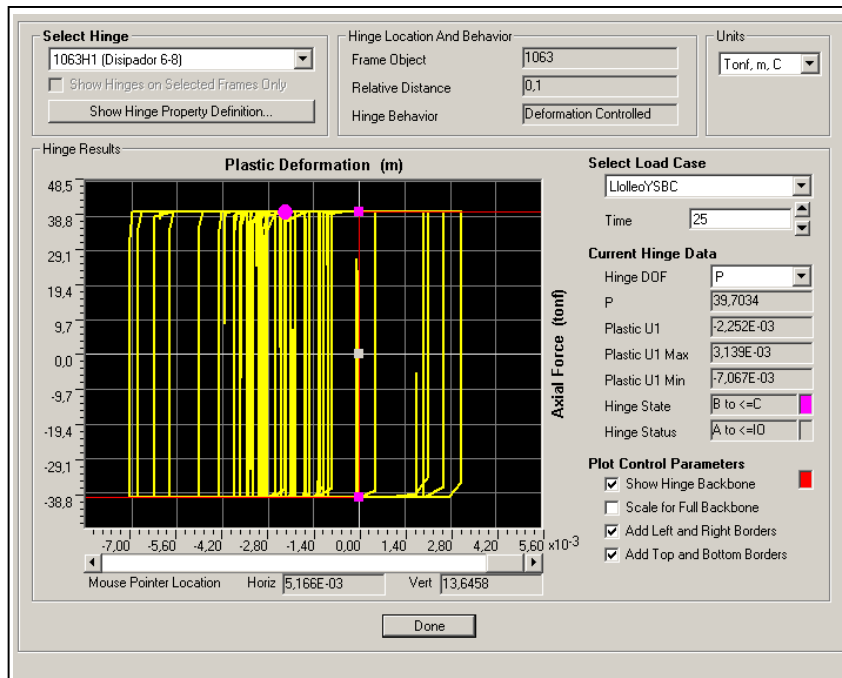 Select Hinge
1063H1 (Disipador 6-8)
Show Hinges on Selected Frames Only
Show Hinge Property Definition...
Hinge Location And Behavior
Frame Object 1063
Relative Distance 0,1
Hinge Behavior Deformation Controlled
Units
Tonf, m, C
Hinge Results
Plastic Deformation (m)
48,5
38,8
29,1
19,4
9,7
0,0
-9,7
-19,4
-29,1
-38,8
-7,00 -5,60 -4,20 -2,80 -1,40 0,00 1,40 2,80 4,20 5,60 x10 -3
Axial Force (tonf)
Mouse Pointer Location Horiz 5,166E-03 Vert 13,6458
Select Load Case
LlolleoYSBC
Time 25
Current Hinge Data
Hinge DOF P
P 39,7034
Plastic U1 -2,252E-03
Plastic U1 Max 3,139E-03
Plastic U1 Min -7,067E-03
Hinge State B to <=C
Hinge Status A to <=IO
Plot Control Parameters
Show Hinge Backbone
Scale for Full Backbone
Add Left and Right Borders
Add Top and Bottom Borders
Done